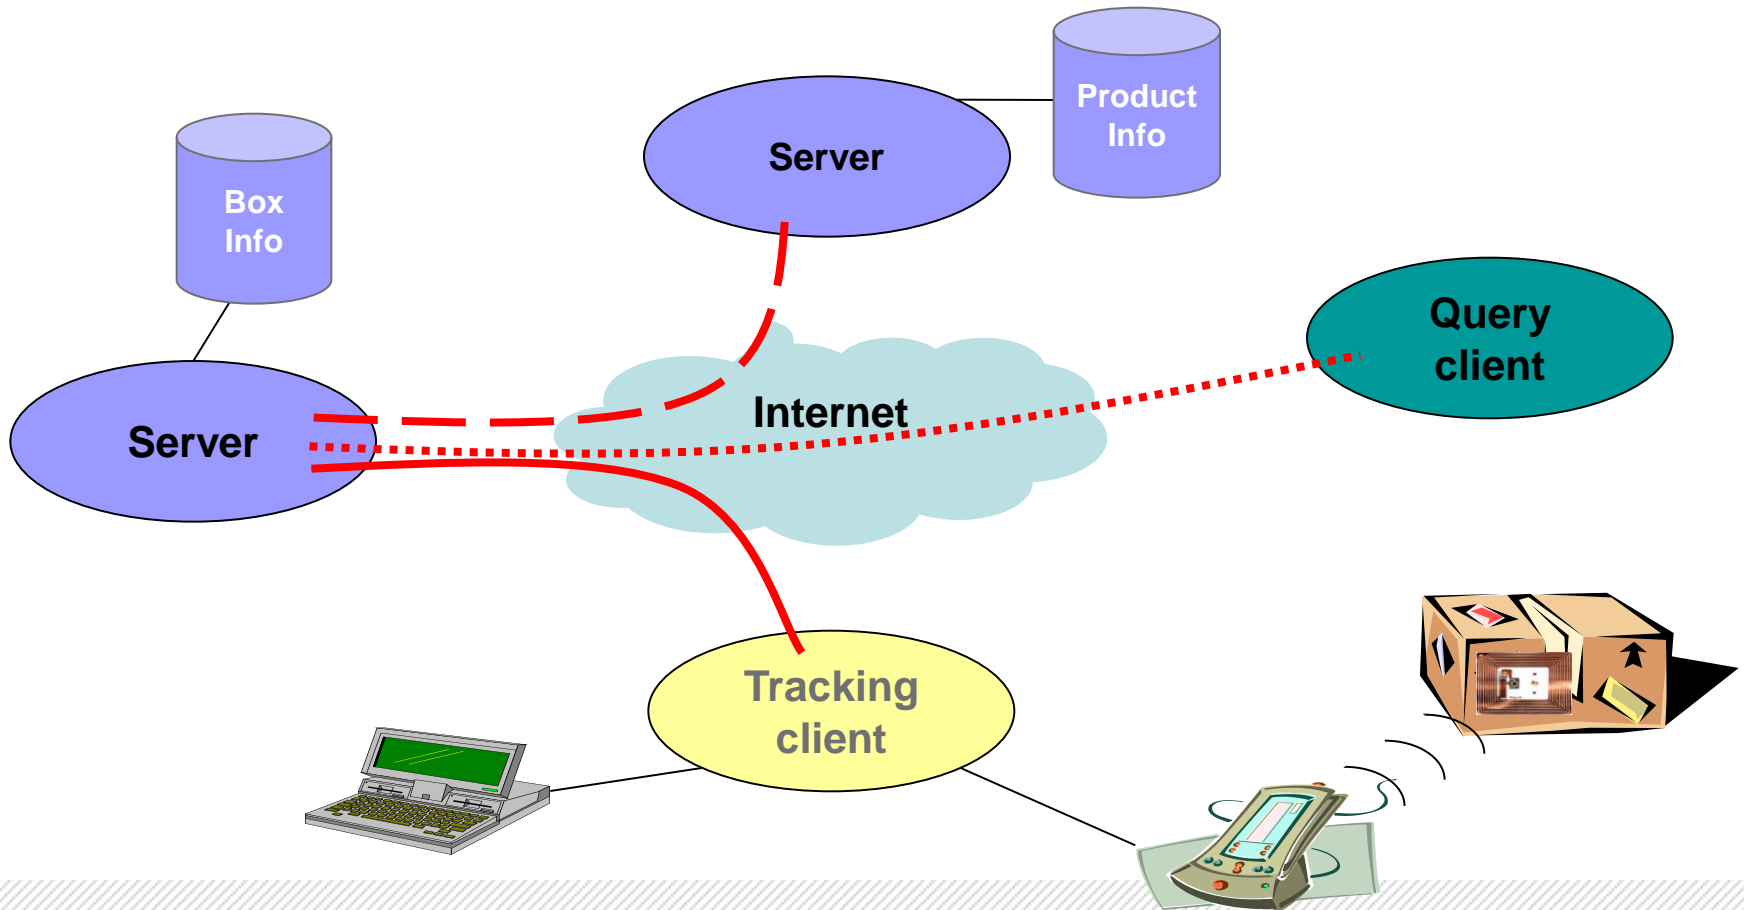 Product
Info
Server
Box
Info
Query
client
Internet
Server
Tracking
client